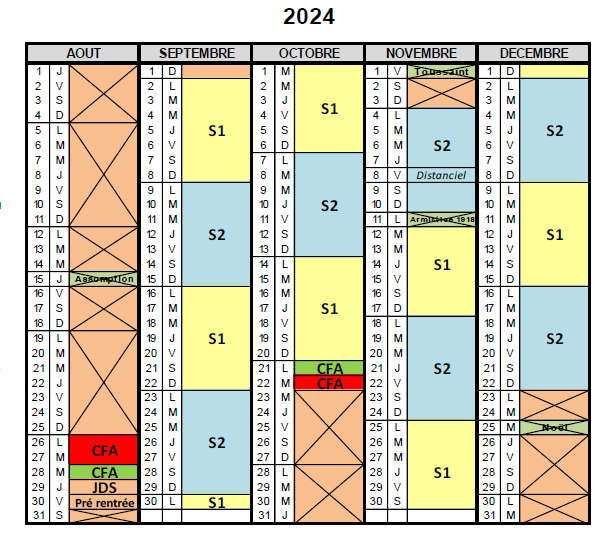 2024
AOUT SEPTEMBRE OCTOBRE NOVEMBRE DECEMBRE
1 J 1 D 1 M 1 V Toussaint 1 D
2 V 2 L 2 M 2 S 2 L
3 S 3 M 3 J 3 D 3 M
4 D 4 M 4 V S1 4 L 4 M
5 L 5 J S1 5 S 5 M 5 J S2
6 M 6 V 6 D 6 M S2 6 V
7 M 7 S 7 L 7 J 7 S
8 J 8 D 8 M 8 V Distanciel 8 D
9 V 9 L 9 M 9 S 9 L
10 S 10 M 10 J S2 10 D 10 M
11 D 11 M 11 V 11 L Armistice 1918 11 M
12 L 12 J S2 12 S 12 M 12 J S1
13 M 13 V 13 D 13 M 13 V
14 M 14 S 14 L 14 J S1 14 S
15 J Assomption 15 D 15 M 15 V 15 D
16 V 16 L 16 M 16 S 16 L
17 S 17 M 17 J S1 17 D 17 M
18 D 18 M 18 V 18 L 18 M
19 L 19 J S1 19 S 19 M 19 J S2
20 M 20 V 20 D 20 M 20 V
21 M 21 S 21 L CFA 21 J S2 21 S
22 J 22 D 22 M CFA 22 V 22 D
23 V 23 L 23 M 23 S 23 L
24 S 24 M 24 J 24 D 24 M
25 D 25 M 25 V 25 L 25 M Noël
26 L 26 J S2 26 S 26 M 26 J
27 M CFA 27 V 27 D 27 M 27 V
28 M CFA 28 S 28 L 28 J S1 28 S
29 J JDS 29 D 29 M 29 V 29 D
30 V Pré rentrée 30 L S1 30 M 30 S 30 L
31 S 31 J 31 M